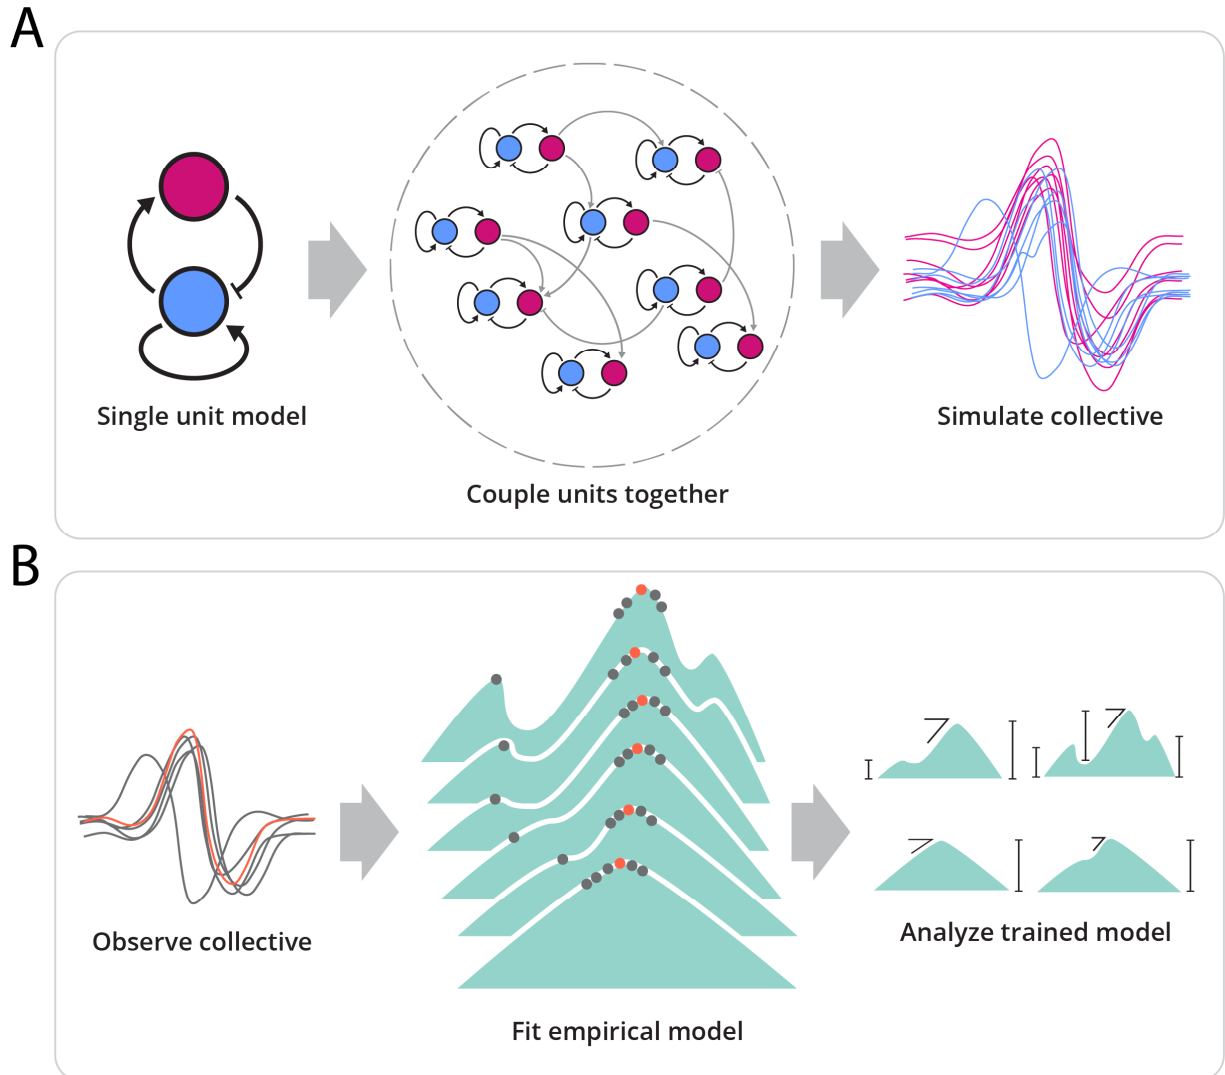 A
Single unit model
Couple units together
Simulate collective
B
Observe collective
Fit empirical model
Analyze trained model